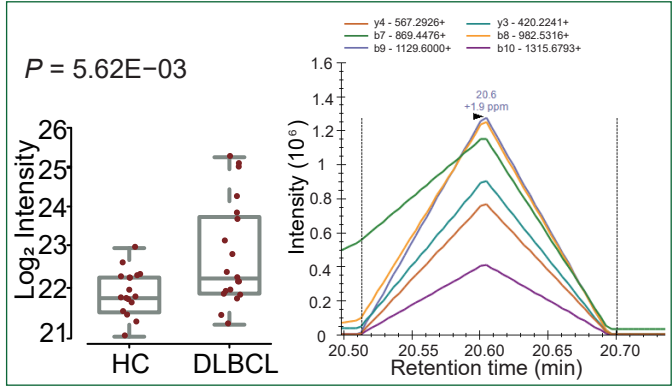 P = 5.62E−03
Log₂ Intensity
26
25
24
23
22
21
HC DLBCL
y4 - 567.2926+ y3 - 420.2241+
b7 - 869.4476+ b8 - 982.5316+
b9 - 1129.6000+ b10 - 1315.6793+
Intensity (10⁶)
1.6
1.4
1.2
1
0.8
0.6
0.4
0.2
0
20.6
+1.9 ppm
20.50 20.55 20.60 20.65 20.70
Retention time (min)